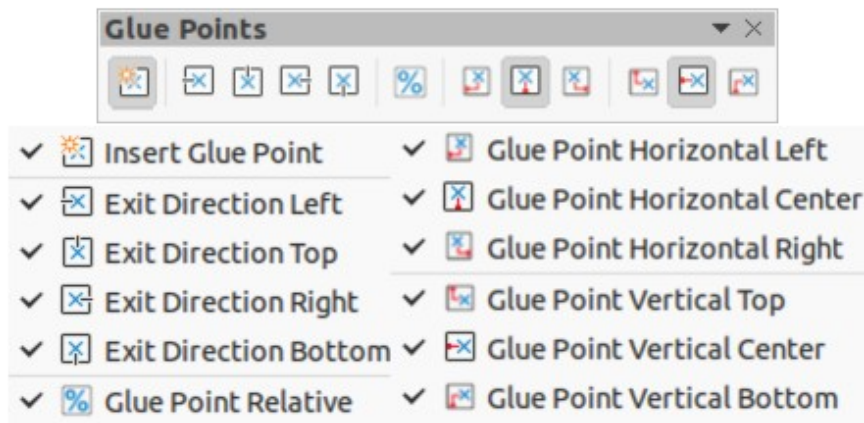 Glue Points
Insert Glue Point
Exit Direction Left
Exit Direction Top
Exit Direction Right
Exit Direction Bottom
Glue Point Relative
Glue Point Horizontal Left
Glue Point Horizontal Center
Glue Point Horizontal Right
Glue Point Vertical Top
Glue Point Vertical Center
Glue Point Vertical Bottom